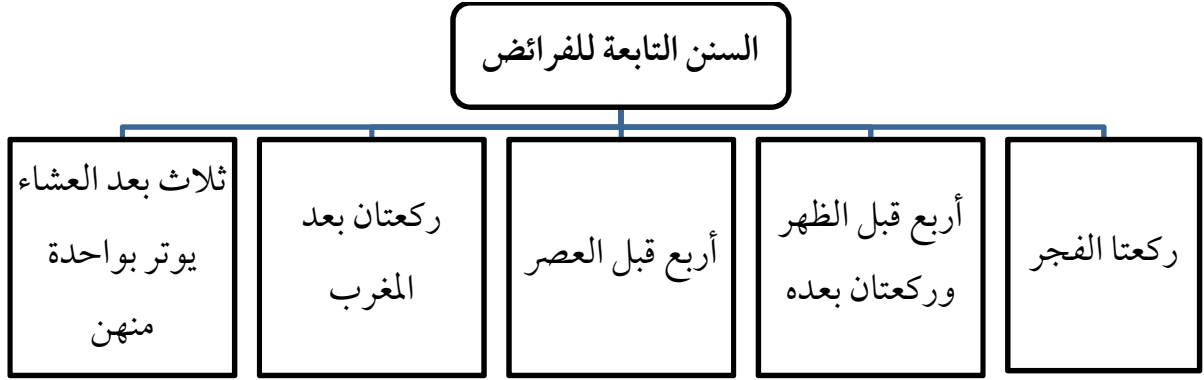 السنن التابعة للفرائض
ركعتا الفجر
أربع قبل الظهر
وركعتان بعده
أربع قبل العصر
ركعتان بعد
المغرب
ثلاث بعد العشاء
يوتر بواحدة
منهن